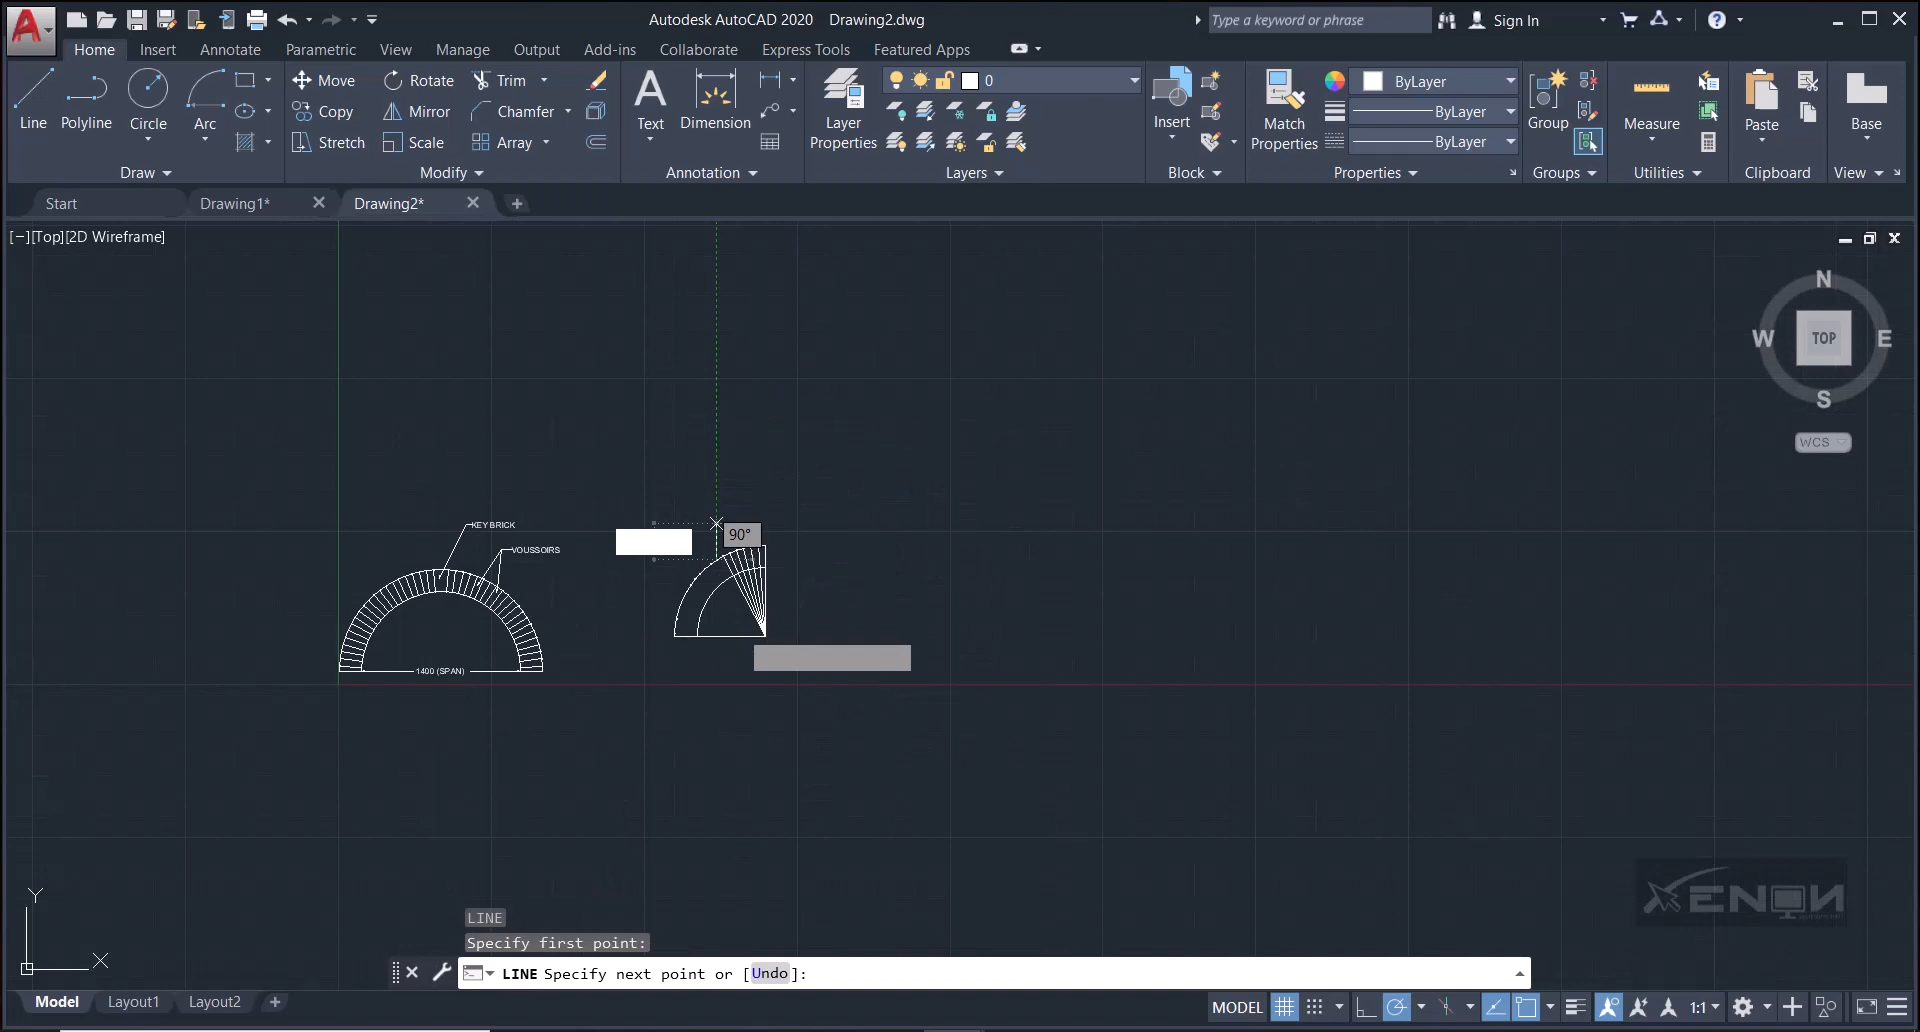 Autodesk AutoCAD 2020 Drawing2.dwg
Type a keyword or phrase
Sign In
Home Insert Annotate Parametric View Manage Output Add-ins Collaborate Express Tools Featured Apps
Line Polyline Circle Arc
Draw
Move Rotate Trim
Copy Mirror Chamfer
Stretch Scale Array
Modify
Text Dimension
Annotation
Layer Properties
0
Layers
Insert
Block
Match Properties
ByLayer
ByLayer
ByLayer
Properties
Group
Groups
Measure
Utilities
Paste
Clipboard
Base
View
Start Drawing1* Drawing2*
[−][Top][2D Wireframe]
N
W TOP E
S
WCS
KEY BRICK
VOUSSOIRS
90°
1400 (SPAN)
XENON
Y
X
LINE
Specify first point:
LINE Specify next point or [Undo]:
Model Layout1 Layout2
MODEL 1:1